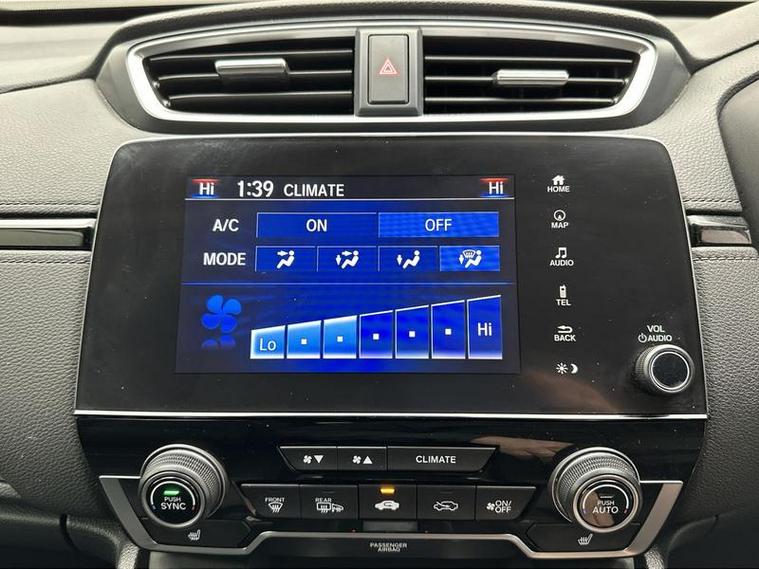 Hi 1:39 CLIMATE Hi
A/C ON OFF
MODE
Lo Hi
HOME
MAP
AUDIO
TEL
BACK
VOL
AUDIO
CLIMATE
PUSH
SYNC
FRONT
REAR
ON/
OFF
PUSH
AUTO
PASSENGER
AIRBAG